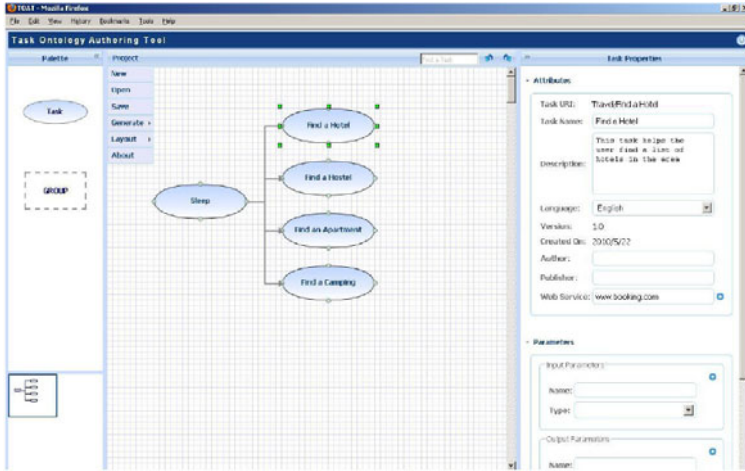 TOAT - Mozilla Firefox
File Edit View History Bookmarks Tools Help
Task Ontology Authoring Tool
Palette
Project
Find a Task
Task Properties
New
Open
Save
Generate
Layout
About
Task
GROUP
Sleep
Find a Hotel
Find a Hostel
Find an Apartment
Find a Camping
Attributes
Task URI: Travel/Find a Hotel
Task Name: Find a Hotel
Description: This task helps the
user find a list of
hotels in the area
Language: English
Version: 1.0
Created On: 2010/5/22
Author:
Publisher:
Web Service: www.booking.com
Parameters
Input Parameters
Name:
Type:
Output Parameters
Name: